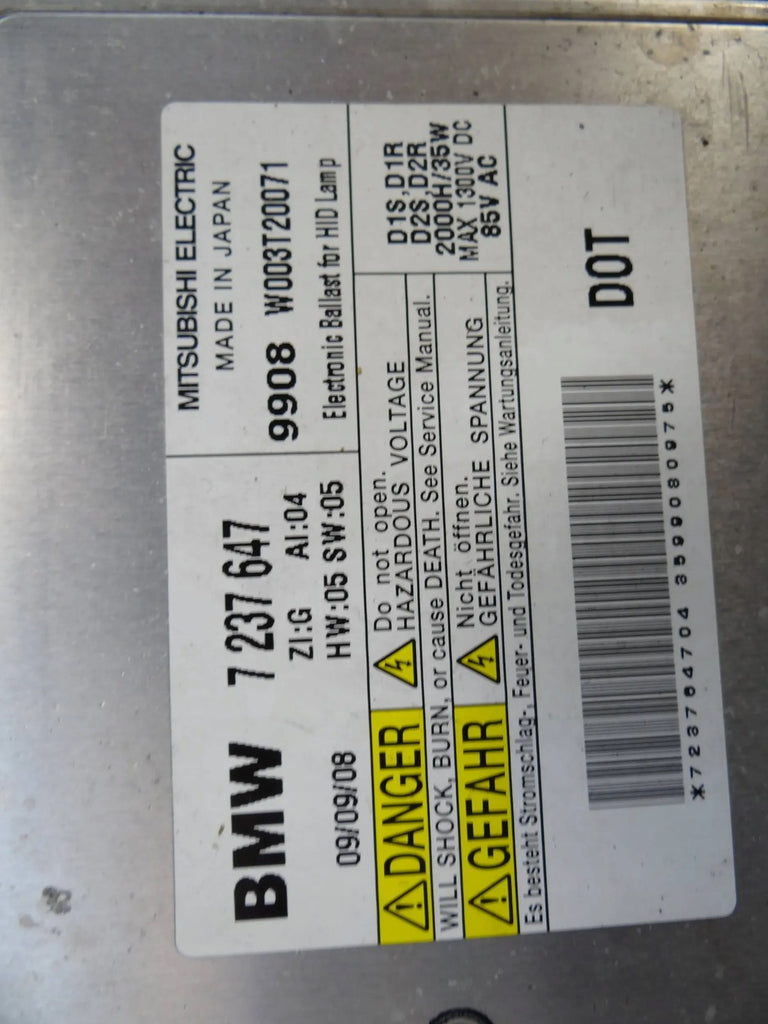 BMW 7 237 647
ZI:G AI:04
09/09/08 HW:05 SW:05
MITSUBISHI ELECTRIC
MADE IN JAPAN
9908 W003T20071
Electronic Ballast for HID Lamp
DANGER Do not open.
HAZARDOUS VOLTAGE
WILL SHOCK, BURN, or cause DEATH. See Service Manual.
GEFAHR Nicht öffnen.
GEFÄHRLICHE SPANNUNG
Es besteht Stromschlag-, Feuer- und Todesgefahr. Siehe Wartungsanleitung.
D1S,D1R
D2S,D2R
2000H/35W
MAX 1300V DC
85V AC
DOT
*723764704 3599080975*